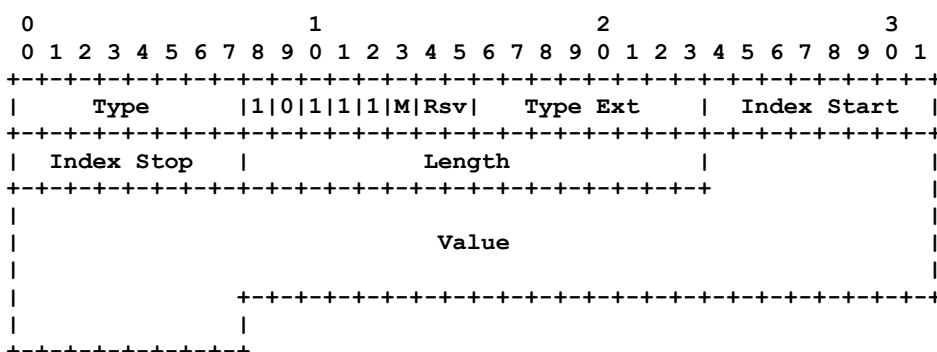 0                   1                   2                   3
 0 1 2 3 4 5 6 7 8 9 0 1 2 3 4 5 6 7 8 9 0 1 2 3 4 5 6 7 8 9 0 1
+-+-+-+-+-+-+-+-+-+-+-+-+-+-+-+-+-+-+-+-+-+-+-+-+-+-+-+-+-+-+-+-+
|     Type      |1|0|1|1|1|M|Rsv|   Type Ext    |  Index Start  |
+-+-+-+-+-+-+-+-+-+-+-+-+-+-+-+-+-+-+-+-+-+-+-+-+-+-+-+-+-+-+-+-+
|  Index Stop   |            Length             |               |
+-+-+-+-+-+-+-+-+-+-+-+-+-+-+-+-+-+-+-+-+-+-+-+-+               |
|                                                               |
|                             Value                             |
|                                                               |
|               +-+-+-+-+-+-+-+-+-+-+-+-+-+-+-+-+-+-+-+-+-+-+-+-+
|               |
+-+-+-+-+-+-+-+-+